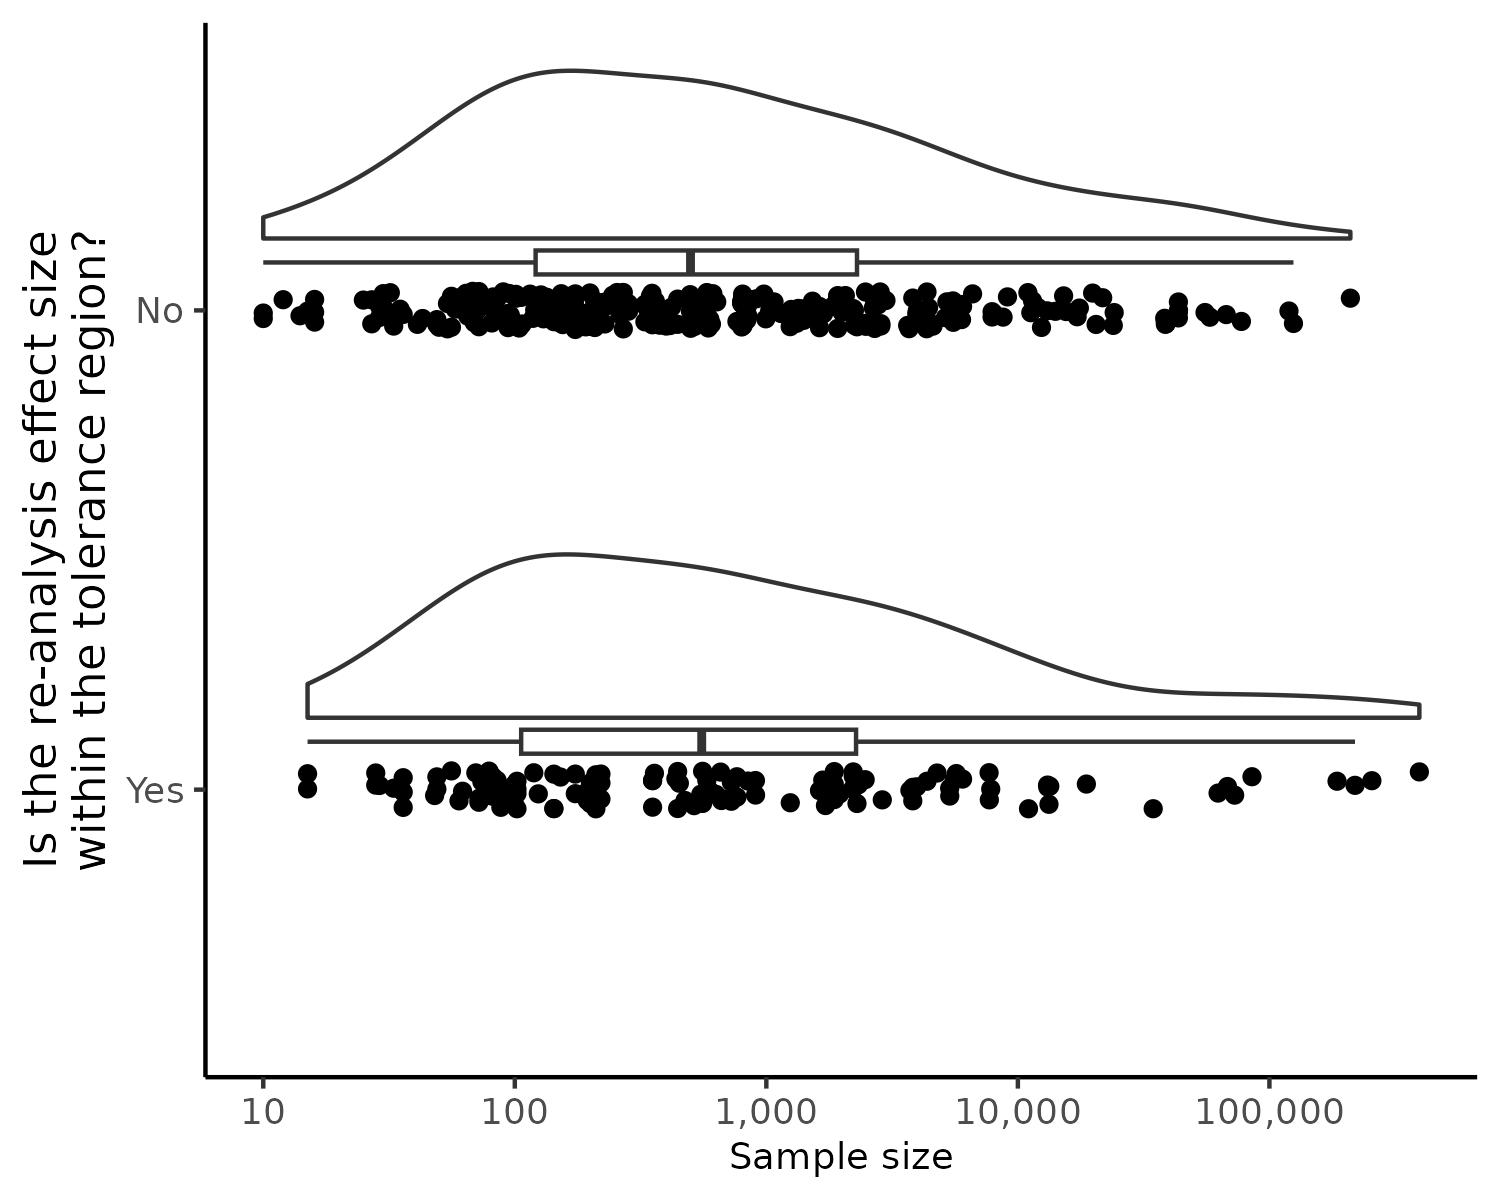 Is the re-analysis effect size
within the tolerance region?
No
Yes
10
100
1,000
10,000
100,000
Sample size